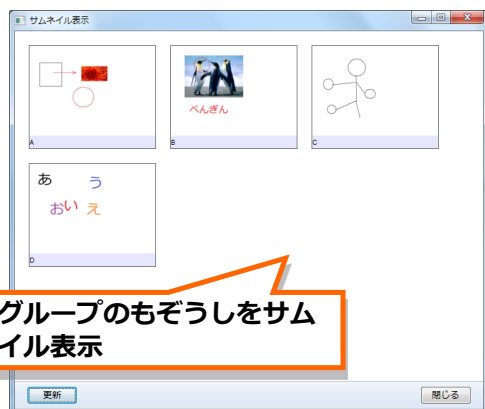 サムネイル表示
A
べんぎん
B
C
あ
う
お
い
え
D
グループのもぞうしをサム
イル表示
更新
閉じる